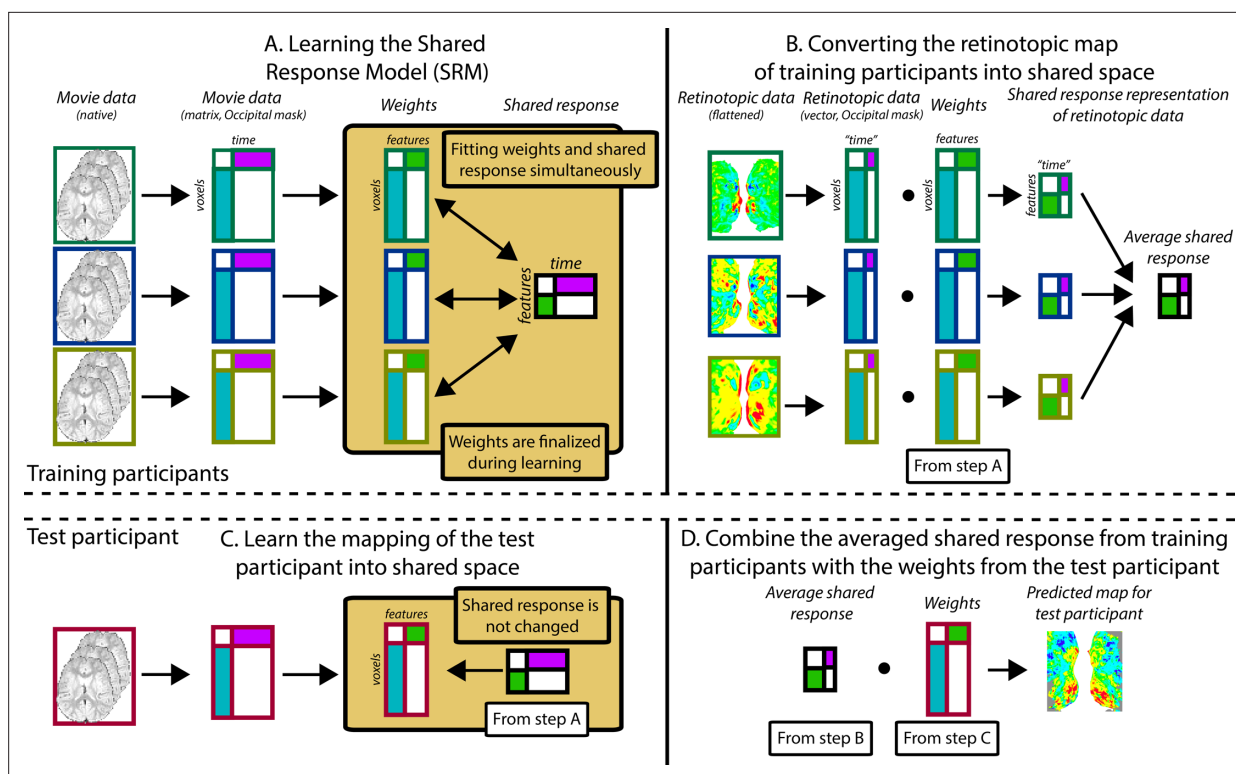 A. Learning the Shared
Response Model (SRM)
Movie data
(native)
Movie data
(matrix, Occipital mask)
Weights
Shared response
time
voxels
features
voxels
Fitting weights and shared
response simultaneously
time
features
Weights are finalized
during learning
Training participants
B. Converting the retinotopic map
of training participants into shared space
Retinotopic data
(flattened)
Retinotopic data
(vector, Occipital mask)
Weights
Shared response representation
of retinotopic data
"time"
voxels
features
voxels
"time"
features
Average shared
response
From step A
Test participant
C. Learn the mapping of the test
participant into shared space
features
voxels
Shared response is
not changed
From step A
D. Combine the averaged shared response from training
participants with the weights from the test participant
Average shared
response
Weights
Predicted map for
test participant
From step B
From step C